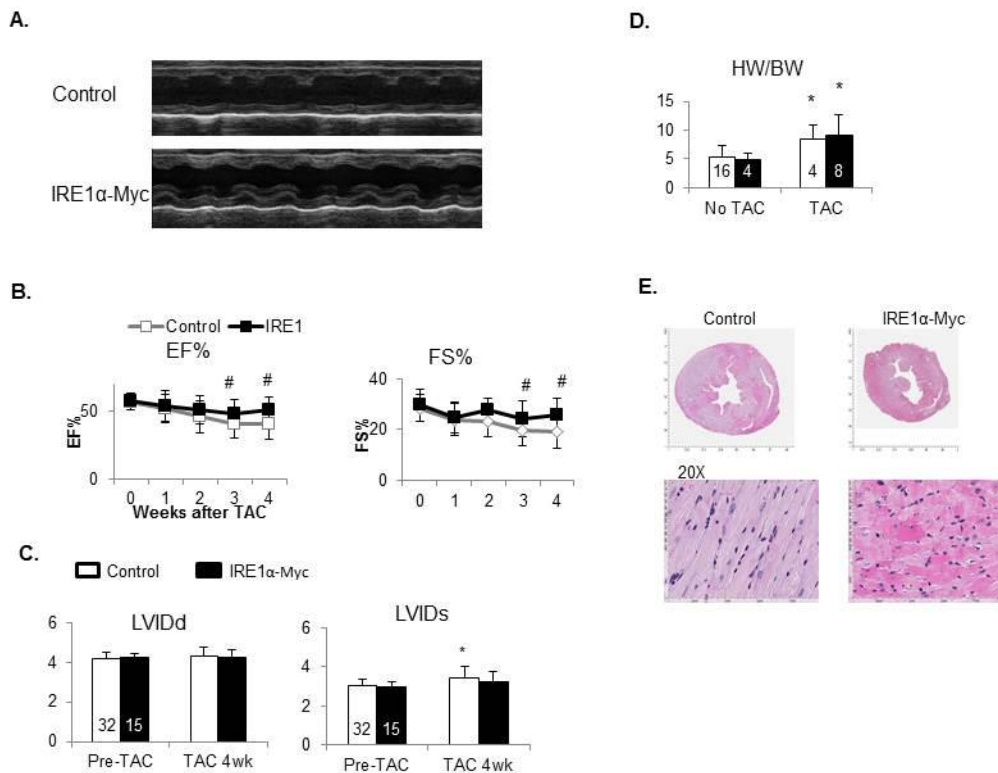 A.
Control
IRE1α-Myc
B.
Control IRE1
EF%
EF%
50
0
# #
0 1 2 3 4
Weeks after TAC
FS%
FS%
40
20
0
# #
0 1 2 3 4
C.
Control IRE1α-Myc
LVIDd
6
4
2
0
32 15
Pre-TAC TAC 4wk
LVIDs
6
4
2
0
*
32 15
Pre-TAC TAC 4wk
D.
HW/BW
15
10
5
0
* *
16 4 4 8
No TAC TAC
E.
Control IRE1α-Myc
20X